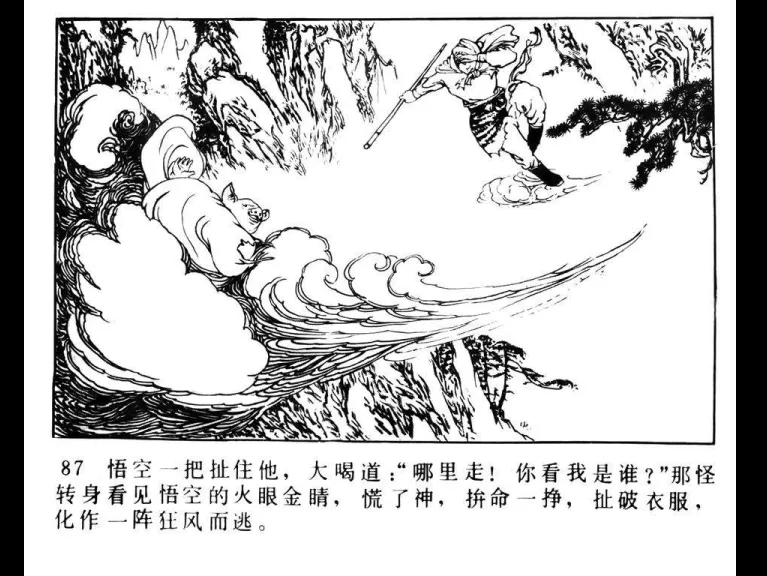 87 悟空一把扯住他，大喝道：“哪里走！你看我是谁？”那怪
转身看见悟空的火眼金睛，慌了神，拚命一挣，扯破衣服，
化作一阵狂风而逃。